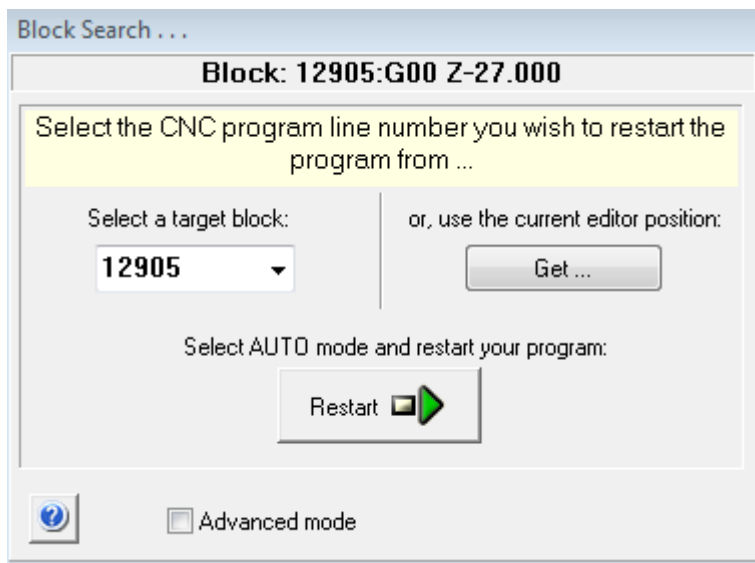 Block Search . . .
Block: 12905:G00 Z-27.000
Select the CNC program line number you wish to restart the
program from ...
Select a target block:
or, use the current editor position:
12905
Get ...
Select AUTO mode and restart your program:
Restart
Advanced mode